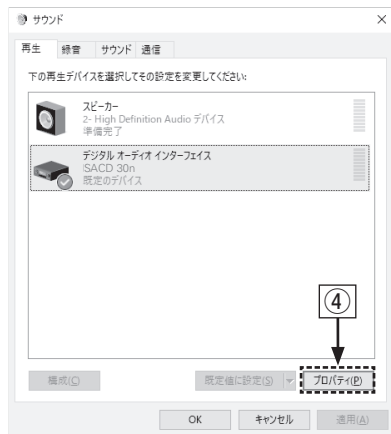 サウンド
再生 録音 サウンド 通信
下の再生デバイスを選択してその設定を変更してください:
スピーカー
2- High Definition Audio デバイス
準備完了
デジタル オーディオ インターフェイス
SACD 30n
既定のデバイス
④
構成(C) 既定値に設定(S) プロパティ(P)
OK キャンセル 適用(A)